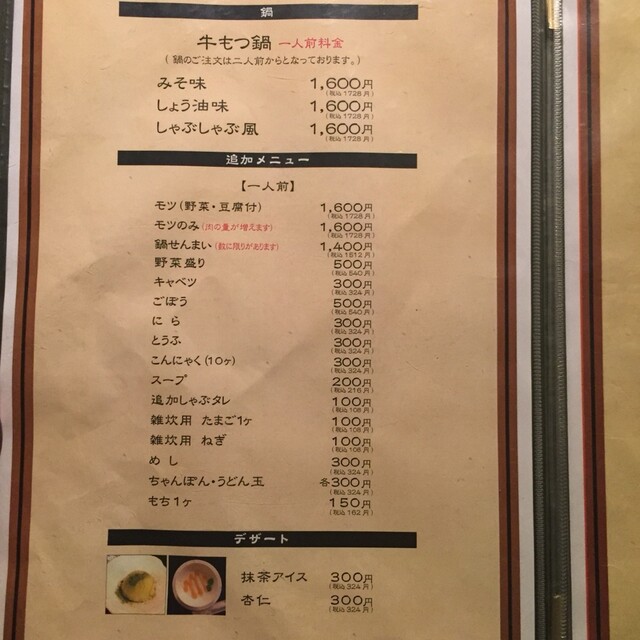 鍋
牛もつ鍋 一人前料金
(鍋のご注文は二人前からとなっております。)
みそ味 1,600円
(税込1728円)
しょう油味 1,600円
(税込1728円)
しゃぶしゃぶ風 1,600円
(税込1728円)
追加メニュー
【一人前】
モツ(野菜・豆腐付) 1,600円
(税込1728円)
モツのみ(肉の量が増えます) 1,600円
(税込1728円)
鍋せんまい(数に限りがあります) 1,400円
(税込1512円)
野菜盛り 500円
(税込540円)
キャベツ 300円
(税込324円)
ごぼう 500円
(税込540円)
にら 300円
(税込324円)
とうふ 300円
(税込324円)
こんにゃく(10ヶ) 300円
(税込324円)
スープ 200円
(税込216円)
追加しゃぶタレ 100円
(税込108円)
雑炊用 たまご1ヶ 100円
(税込108円)
雑炊用 ねぎ 100円
(税込108円)
めし 300円
(税込324円)
ちゃんぽん・うどん玉 各300円
(税込324円)
もち1ヶ 150円
(税込162円)
デザート
抹茶アイス 300円
(税込324円)
杏仁 300円
(税込324円)